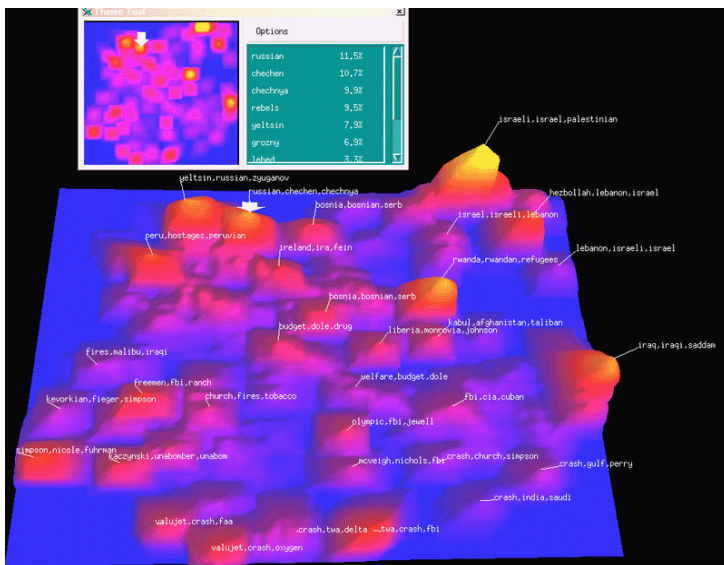 Theme Tool
Options
russian 11.5%
chechen 10.7%
chechnya 9.9%
rebels 9.5%
yeltsin 7.9%
grozny 6.9%
lebed 3.3%
israeli,israel,palestinian
yeltsin,russian,zyuganov
russian,chechen,chechnya
hezbollah,lebanon,israel
bosnia,bosnian,serb
israel,israeli,lebanon
peru,hostages,peruvian
ireland,ira,fein
lebanon,israeli,israel
rwanda,rwandan,refugees
bosnia,bosnian,serb
budget,dole,drug
kabul,afghanistan,taliban
liberia,monrovia,johnson
iraq,iraqi,saddam
fires,malibu,iraqi
freemen,fbi,ranch
welfare,budget,dole
kevorkian,fieger,simpson
church,fires,tobacco
fbi,cia,cuban
olympic,fbi,jewell
simpson,nicole,fuhrman
kaczynski,unabomber,unabom
mcveigh,nichols,fbi
crash,church,simpson
crash,gulf,perry
crash,india,saudi
valujet,crash,faa
crash,twa,delta
twa,crash,fbi
valujet,crash,oxygen